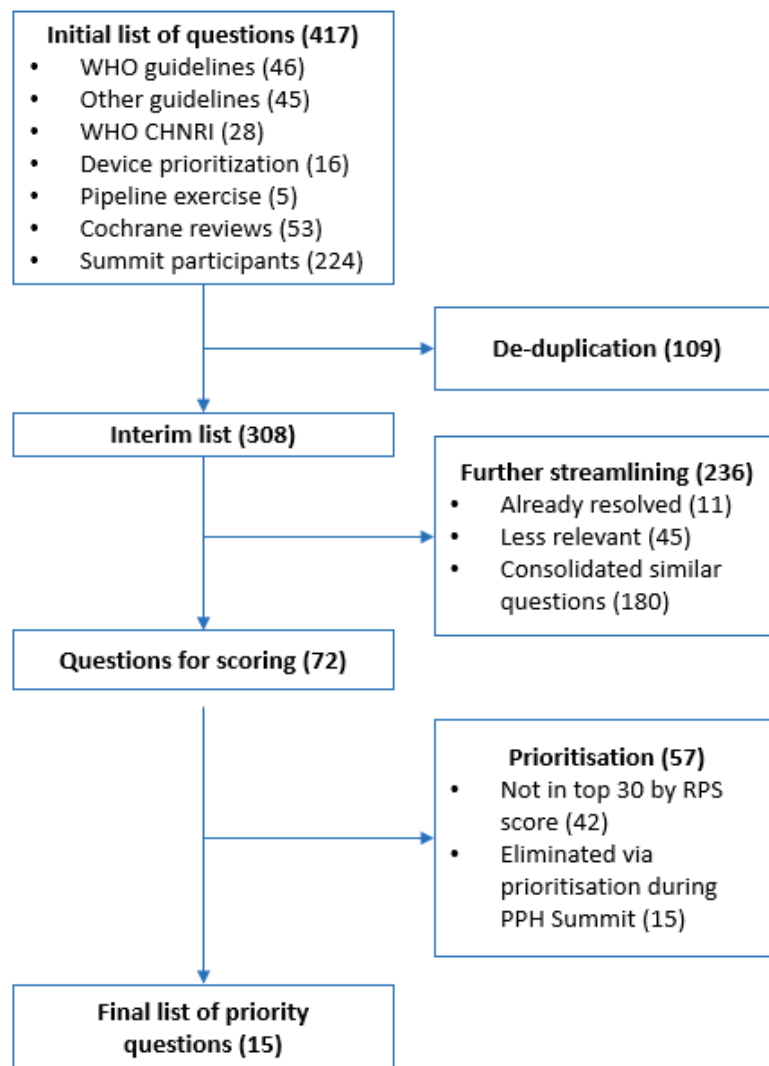 Initial list of questions (417)
• WHO guidelines (46)
• Other guidelines (45)
• WHO CHNRI (28)
• Device prioritization (16)
• Pipeline exercise (5)
• Cochrane reviews (53)
• Summit participants (224)
De-duplication (109)
Interim list (308)
Further streamlining (236)
• Already resolved (11)
• Less relevant (45)
• Consolidated similar
questions (180)
Questions for scoring (72)
Prioritisation (57)
• Not in top 30 by RPS
score (42)
• Eliminated via
prioritisation during
PPH Summit (15)
Final list of priority
questions (15)